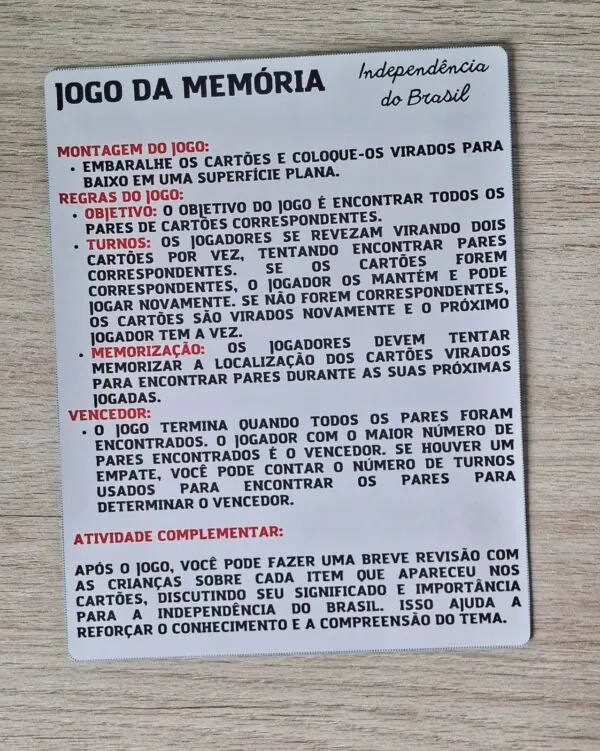 JOGO DA MEMÓRIA
Independência
do Brasil
MONTAGEM DO JOGO:
• EMBARALHE OS CARTÕES E COLOQUE-OS VIRADOS PARA
BAIXO EM UMA SUPERFÍCIE PLANA.
REGRAS DO JOGO:
• OBJETIVO: O OBJETIVO DO JOGO É ENCONTRAR TODOS OS
PARES DE CARTÕES CORRESPONDENTES.
• TURNOS: OS JOGADORES SE REVEZAM VIRANDO DOIS
CARTÕES POR VEZ, TENTANDO ENCONTRAR PARES
CORRESPONDENTES. SE OS CARTÕES FOREM
CORRESPONDENTES, O JOGADOR OS MANTÉM E PODE
JOGAR NOVAMENTE. SE NÃO FOREM CORRESPONDENTES,
OS CARTÕES SÃO VIRADOS NOVAMENTE E O PRÓXIMO
JOGADOR TEM A VEZ.
• MEMORIZAÇÃO: OS JOGADORES DEVEM TENTAR
MEMORIZAR A LOCALIZAÇÃO DOS CARTÕES VIRADOS
PARA ENCONTRAR PARES DURANTE AS SUAS PRÓXIMAS
JOGADAS.
VENCEDOR:
• O JOGO TERMINA QUANDO TODOS OS PARES FORAM
ENCONTRADOS. O JOGADOR COM O MAIOR NÚMERO DE
PARES ENCONTRADOS É O VENCEDOR. SE HOUVER UM
EMPATE, VOCÊ PODE CONTAR O NÚMERO DE TURNOS
USADOS PARA ENCONTRAR OS PARES PARA
DETERMINAR O VENCEDOR.
ATIVIDADE COMPLEMENTAR:
APÓS O JOGO, VOCÊ PODE FAZER UMA BREVE REVISÃO COM
AS CRIANÇAS SOBRE CADA ITEM QUE APARECEU NOS
CARTÕES, DISCUTINDO SEU SIGNIFICADO E IMPORTÂNCIA
PARA A INDEPENDÊNCIA DO BRASIL. ISSO AJUDA A
REFORÇAR O CONHECIMENTO E A COMPREENSÃO DO TEMA.